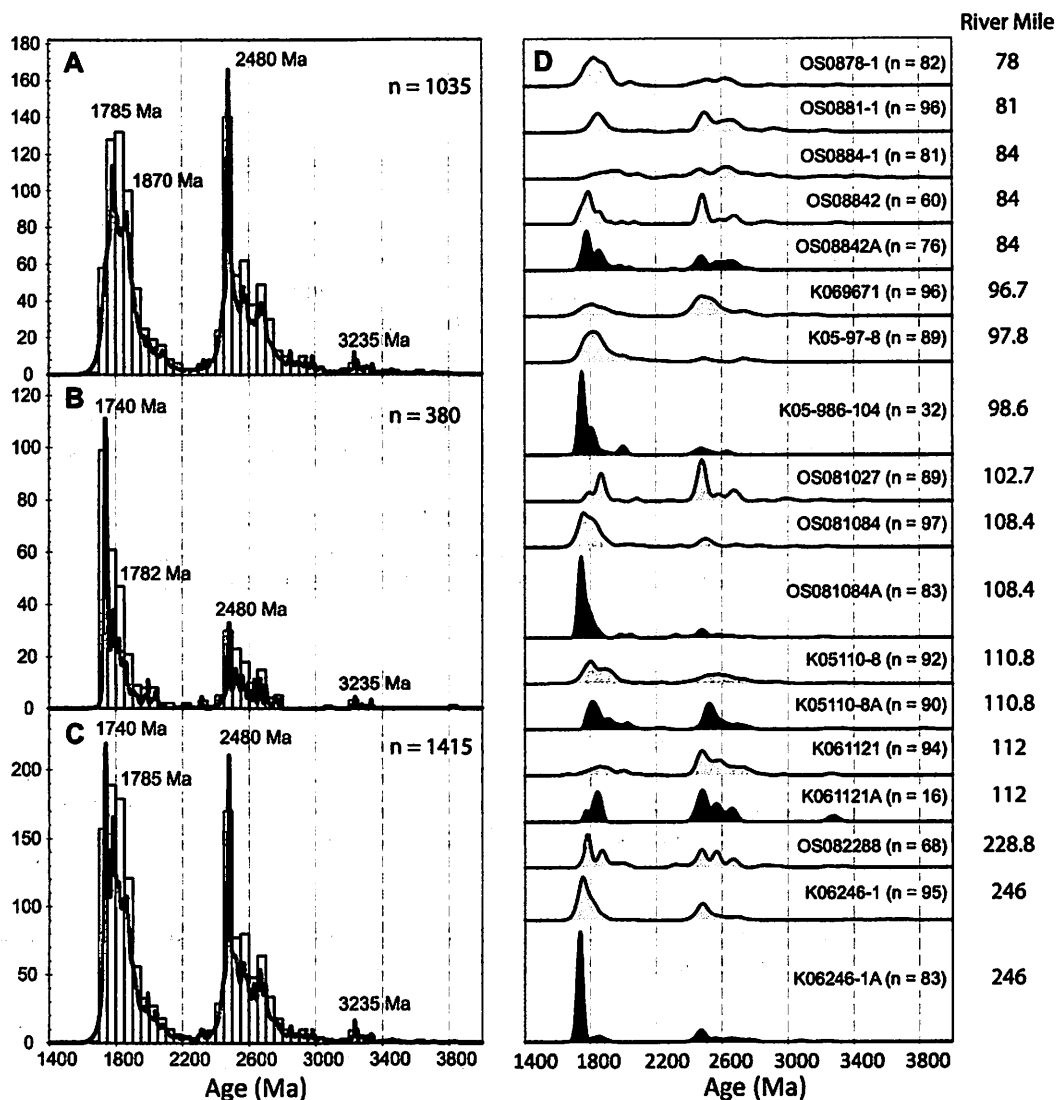 A
2480 Ma
n = 1035
1785 Ma
1870 Ma
3235 Ma
180
160
140
120
100
80
60
40
20
0
B
1740 Ma
n = 380
1782 Ma
2480 Ma
3235 Ma
120
100
80
60
40
20
0
C
1740 Ma
2480 Ma
n = 1415
1785 Ma
3235 Ma
200
150
100
50
0
1400 1800 2200 2600 3000 3400 3800
Age (Ma)
River Mile
D
OS0878-1 (n = 82) 78
OS0881-1 (n = 96) 81
OS0884-1 (n = 81) 84
OS08842 (n = 60) 84
OS08842A (n = 76) 84
K069671 (n = 96) 96.7
K05-97-8 (n = 89) 97.8
K05-986-104 (n = 32) 98.6
OS081027 (n = 89) 102.7
OS081084 (n = 97) 108.4
OS081084A (n = 83) 108.4
K05110-8 (n = 92) 110.8
K05110-8A (n = 90) 110.8
K061121 (n = 94) 112
K061121A (n = 16) 112
OS082288 (n = 68) 228.8
K06246-1 (n = 95) 246
K06246-1A (n = 83) 246
1400 1800 2200 2600 3000 3400 3800
Age (Ma)